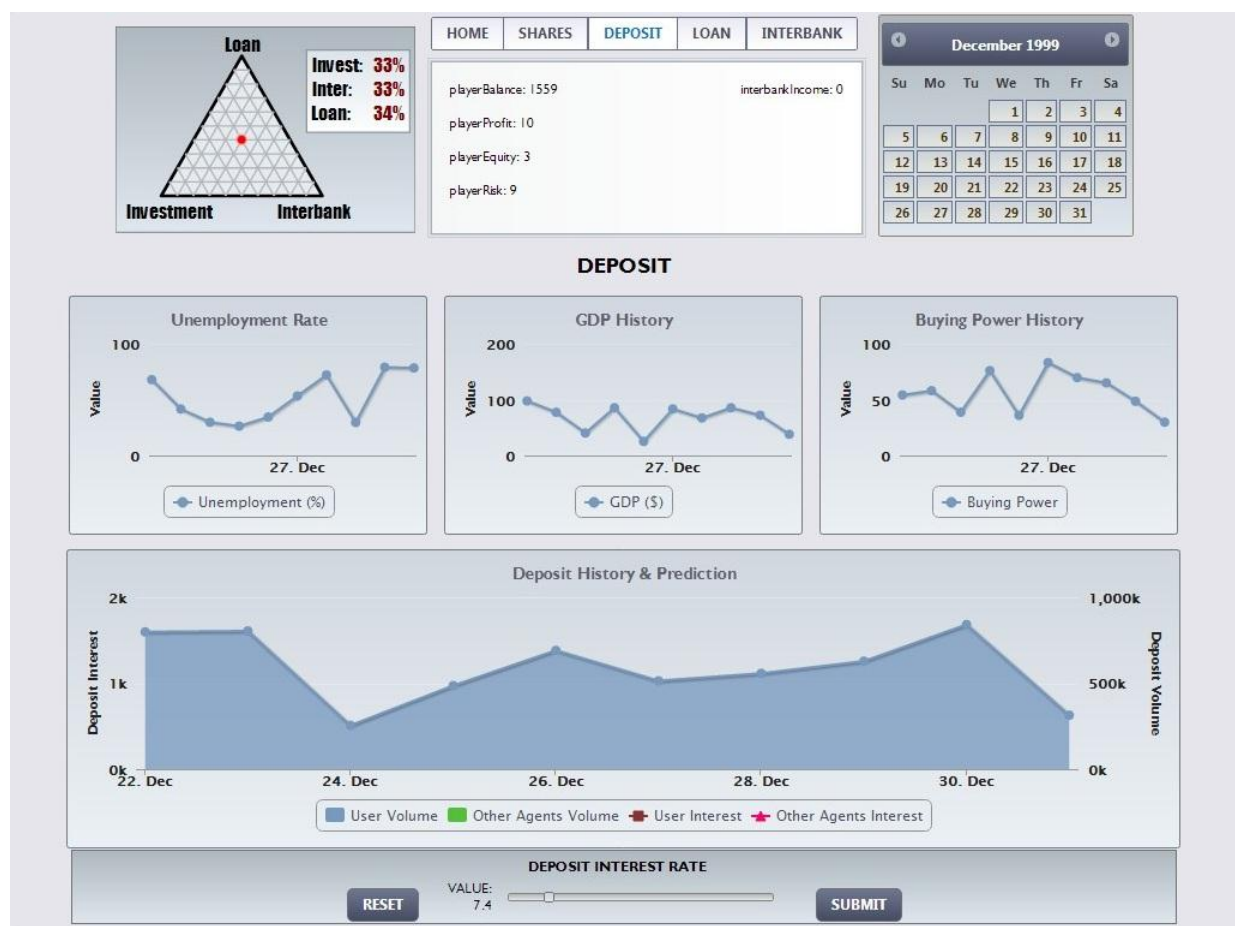 Loan
Invest: 33%
Inter: 33%
Loan: 34%
Investment Interbank
HOME SHARES DEPOSIT LOAN INTERBANK
playerBalance: 1559 interbankIncome: 0
playerProfit: 10
playerEquity: 3
playerRisk: 9
December 1999
Su Mo Tu We Th Fr Sa
1 2 3 4
5 6 7 8 9 10 11
12 13 14 15 16 17 18
19 20 21 22 23 24 25
26 27 28 29 30 31
DEPOSIT
Unemployment Rate
100
Value
0
27. Dec
Unemployment (%)
GDP History
200
Value
100
0
27. Dec
GDP ($)
Buying Power History
100
Value
50
0
27. Dec
Buying Power
Deposit History & Prediction
2k 1,000k
Deposit Interest
Deposit Volume
1k 500k
0k 0k
22. Dec 24. Dec 26. Dec 28. Dec 30. Dec
User Volume Other Agents Volume User Interest Other Agents Interest
DEPOSIT INTEREST RATE
RESET VALUE: SUBMIT
7.4